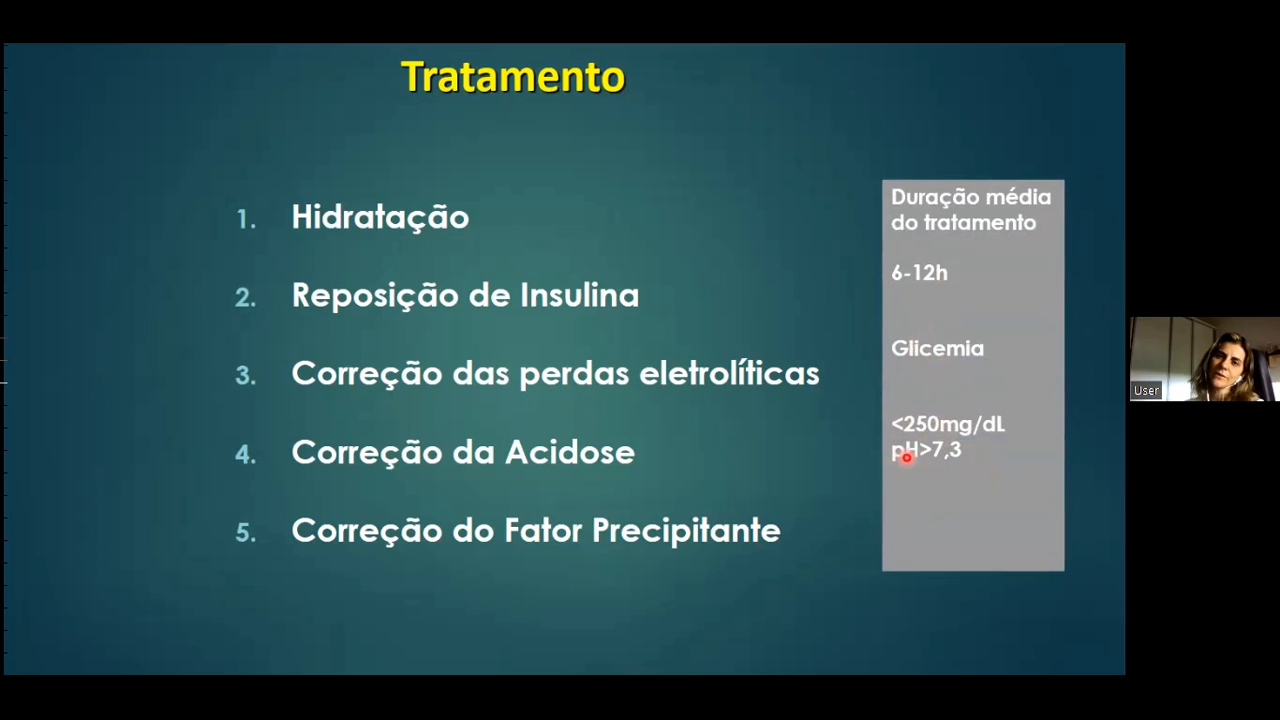 Tratamento
1. Hidratação
2. Reposição de Insulina
3. Correção das perdas eletrolíticas
4. Correção da Acidose
5. Correção do Fator Precipitante
Duração média
do tratamento
6-12h
Glicemia
<250mg/dL
pH>7,3
User